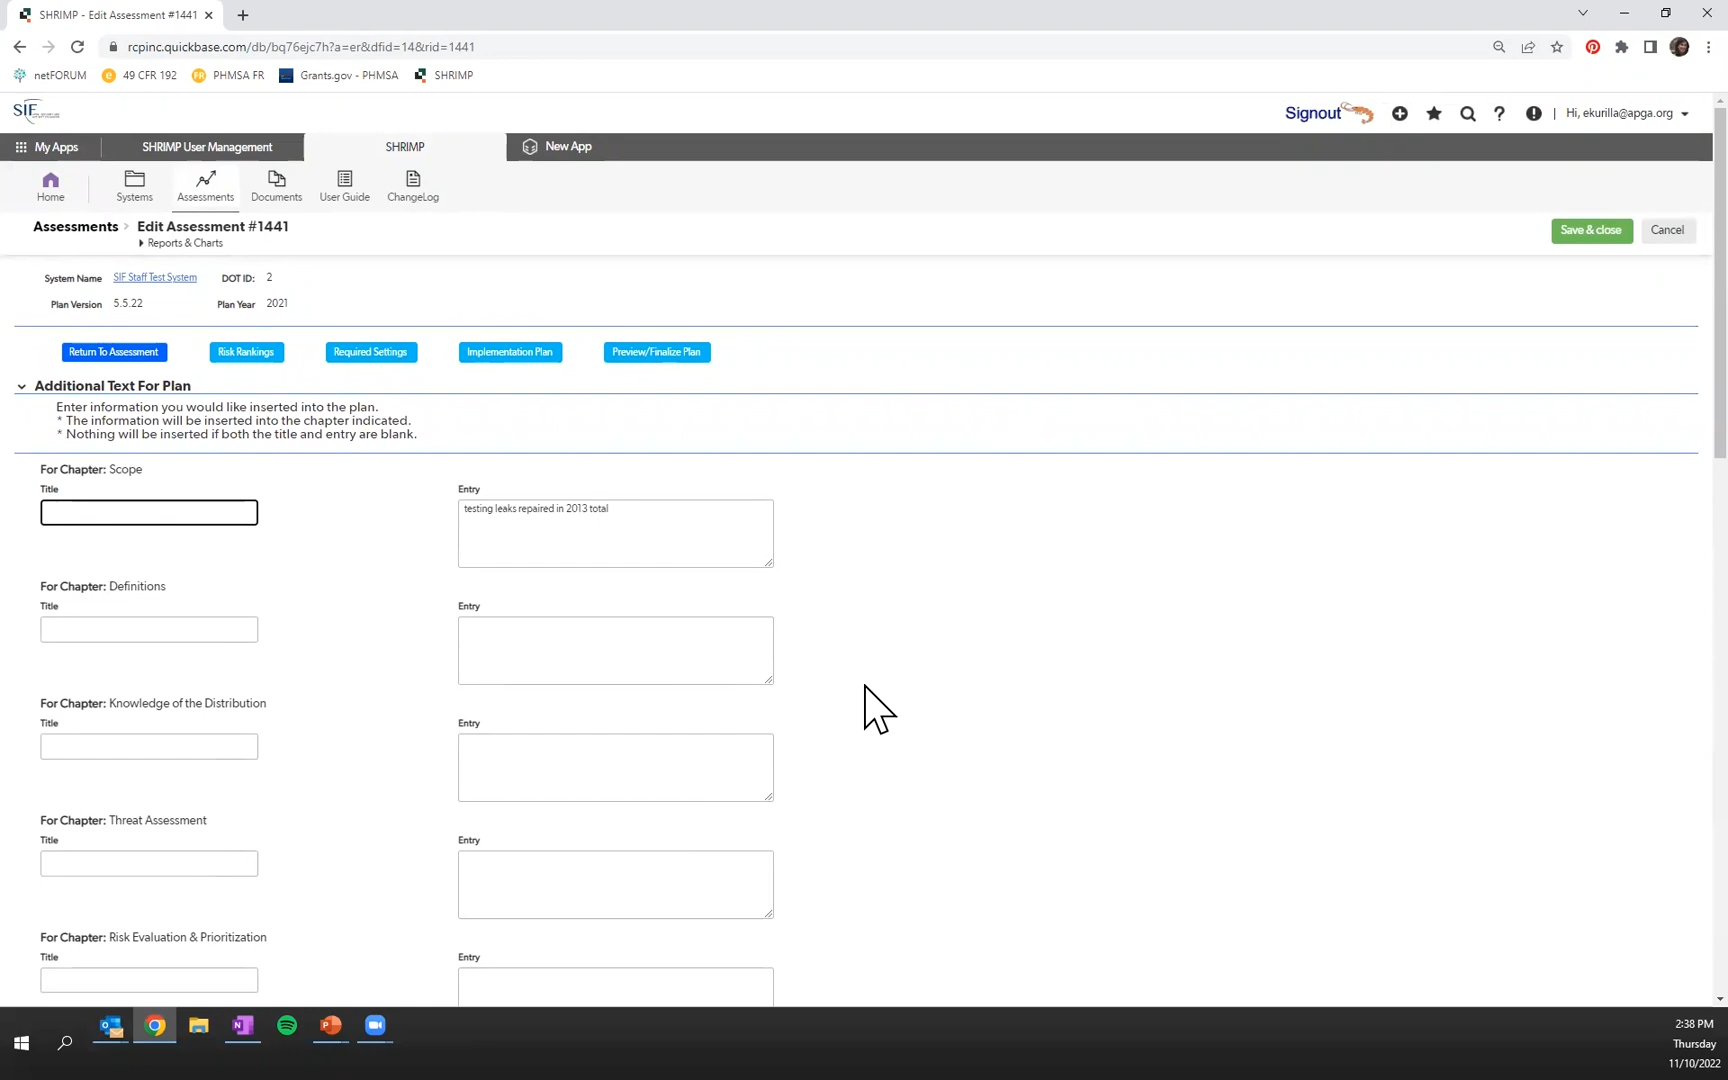 SHRIMP - Edit Assessment #1441
rcpinc.quickbase.com/db/bq76ejc7h?a=er&dfid=14&rid=1441
netFORUM 49 CFR 192 PHMSA FR Grants.gov - PHMSA SHRIMP
SIF Signout Hi, ekurilla@apga.org
My Apps SHRIMP User Management SHRIMP New App
Home Systems Assessments Documents User Guide ChangeLog
Assessments > Edit Assessment #1441 Save & close Cancel
Reports & Charts
System Name SIF Staff Test System DOT ID: 2
Plan Version 5.5.22 Plan Year 2021
Return To Assessment Risk Rankings Required Settings Implementation Plan Preview/Finalize Plan
Additional Text For Plan
Enter information you would like inserted into the plan.
* The information will be inserted into the chapter indicated.
* Nothing will be inserted if both the title and entry are blank.
For Chapter: Scope
Title Entry
testing leaks repaired in 2013 total
For Chapter: Definitions
Title Entry
For Chapter: Knowledge of the Distribution
Title Entry
For Chapter: Threat Assessment
Title Entry
For Chapter: Risk Evaluation & Prioritization
Title Entry
2:38 PM
Thursday
11/10/2022